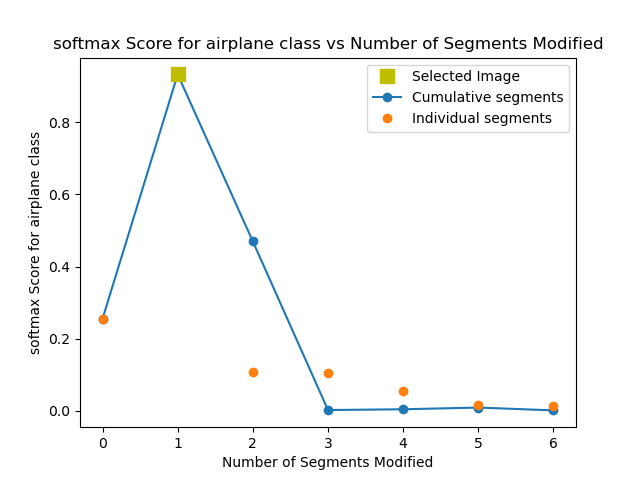 softmax Score for airplane class vs Number of Segments Modified
Selected Image
Cumulative segments
Individual segments
softmax Score for airplane class
0.8
0.6
0.4
0.2
0.0
0 1 2 3 4 5 6
Number of Segments Modified